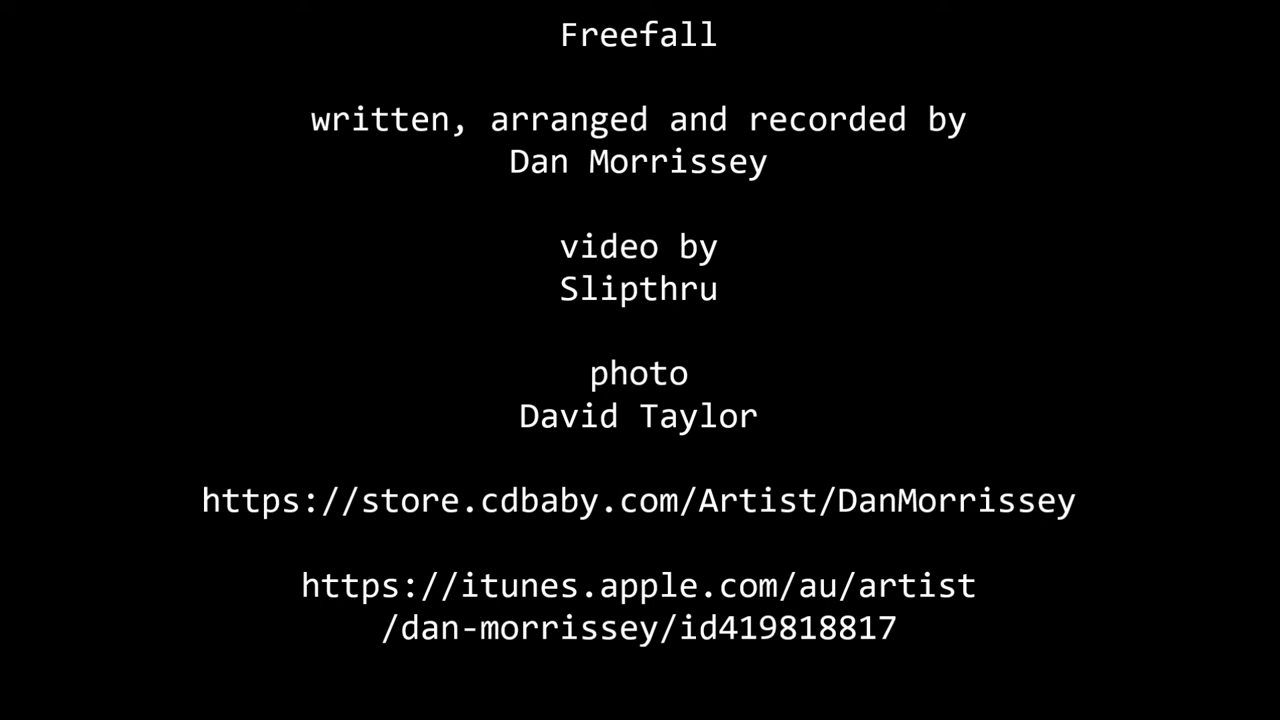 Freefall
written, arranged and recorded by
Dan Morrissey
video by
Slipthru
photo
David Taylor
https://store.cdbaby.com/Artist/DanMorrissey
https://itunes.apple.com/au/artist
/dan-morrissey/id419818817